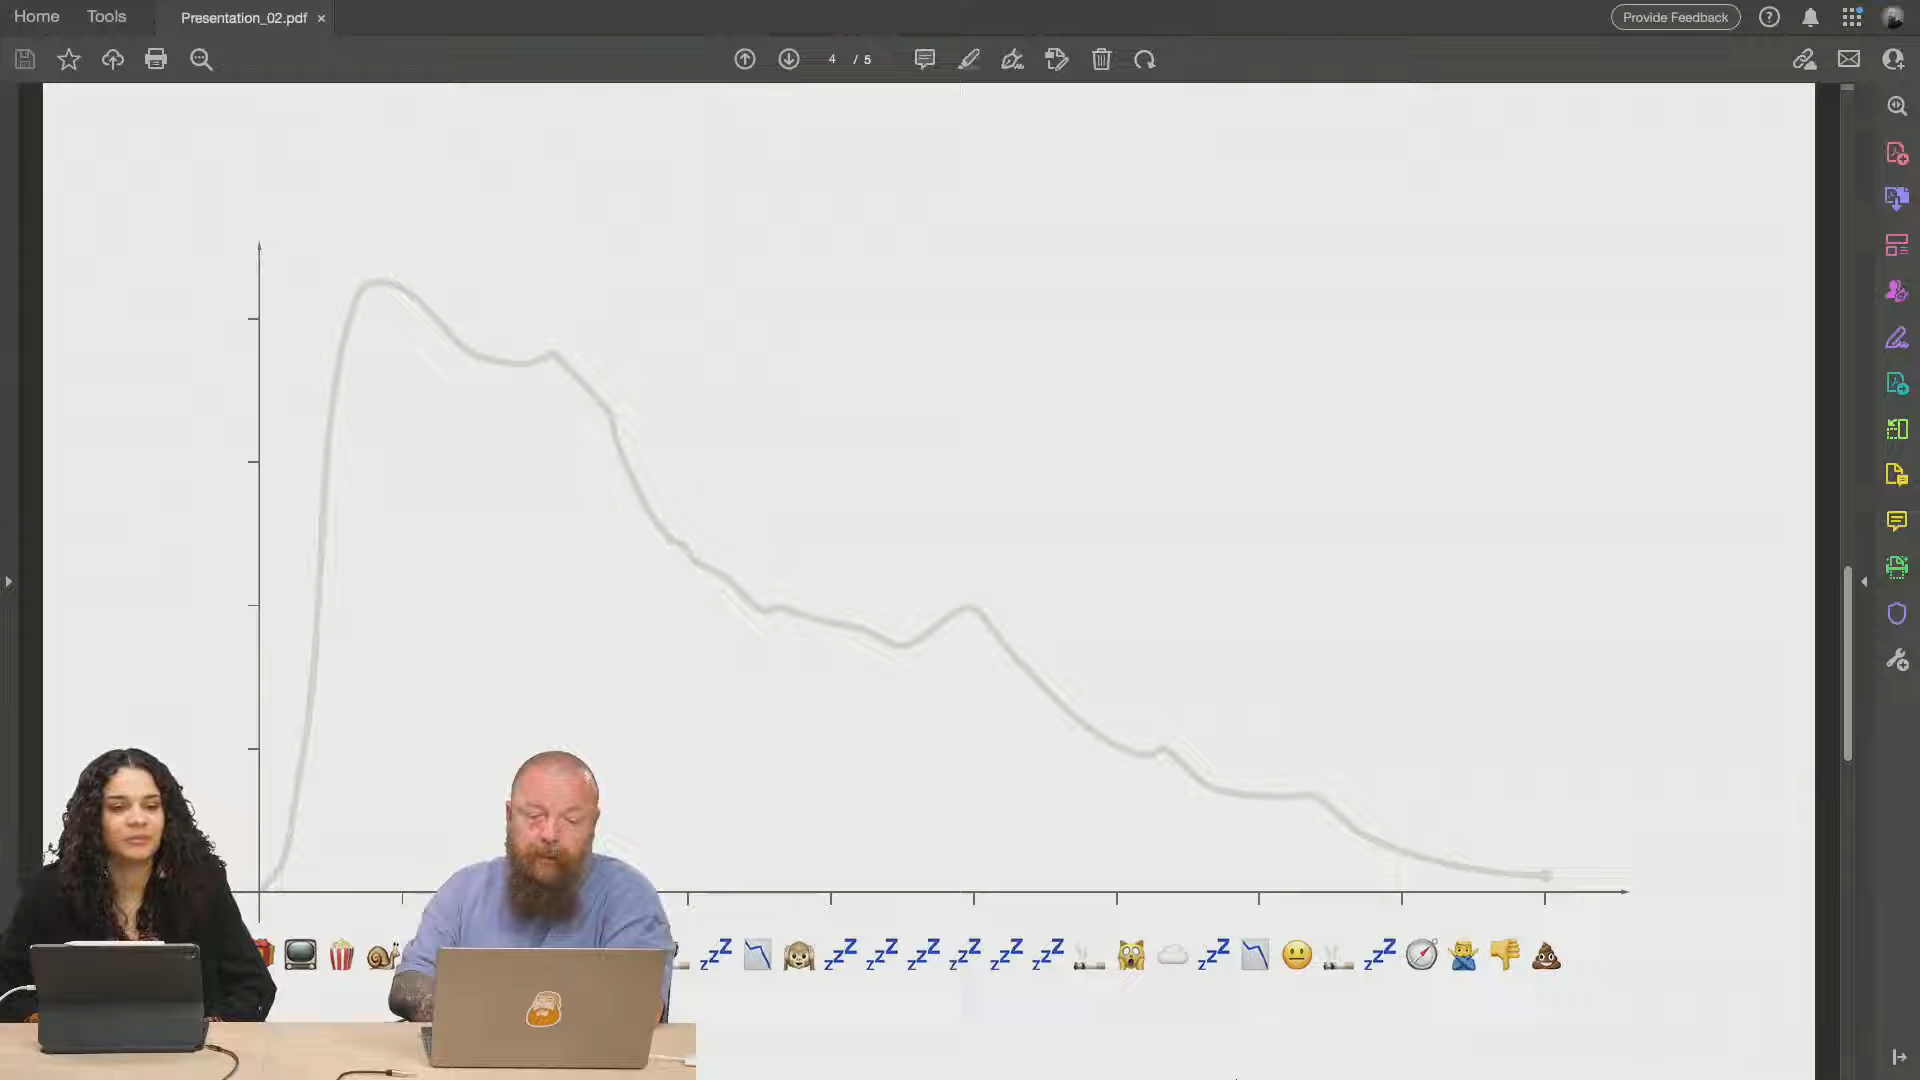 Home
Tools
Presentation_02.pdf
Provide Feedback
4 / 5